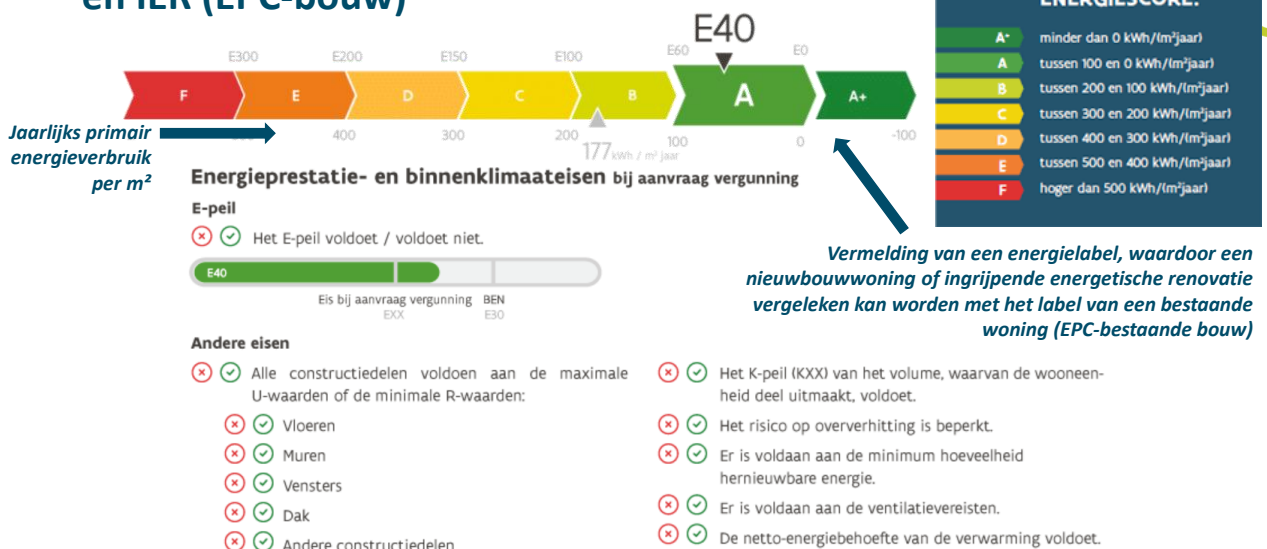 en IER (EPC-bouw)
ENERGIESCORE:
E40
E300 E200 E150 E100 E60 E0
F E D C B A A+
400 300 200 100 0 -100
177 kWh / m² jaar
Jaarlijks primair
energieverbruik
per m²
A+ minder dan 0 kWh/(m²jaar)
A tussen 100 en 0 kWh/(m²jaar)
B tussen 200 en 100 kWh/(m²jaar)
C tussen 300 en 200 kWh/(m²jaar)
D tussen 400 en 300 kWh/(m²jaar)
E tussen 500 en 400 kWh/(m²jaar)
F hoger dan 500 kWh/(m²jaar)
Energieprestatie- en binnenklimaateisen bij aanvraag vergunning
E-peil
Het E-peil voldoet / voldoet niet.
E40
Eis bij aanvraag vergunning BEN
EXX E30
Vermelding van een energielabel, waardoor een
nieuwbouwwoning of ingrijpende energetische renovatie
vergeleken kan worden met het label van een bestaande
woning (EPC-bestaande bouw)
Andere eisen
Alle constructiedelen voldoen aan de maximale
U-waarden of de minimale R-waarden:
Vloeren
Muren
Vensters
Dak
Andere constructiedelen
Het K-peil (KXX) van het volume, waarvan de wooneen-
heid deel uitmaakt, voldoet.
Het risico op oververhitting is beperkt.
Er is voldaan aan de minimum hoeveelheid
hernieuwbare energie.
Er is voldaan aan de ventilatievereisten.
De netto-energiebehoefte van de verwarming voldoet.